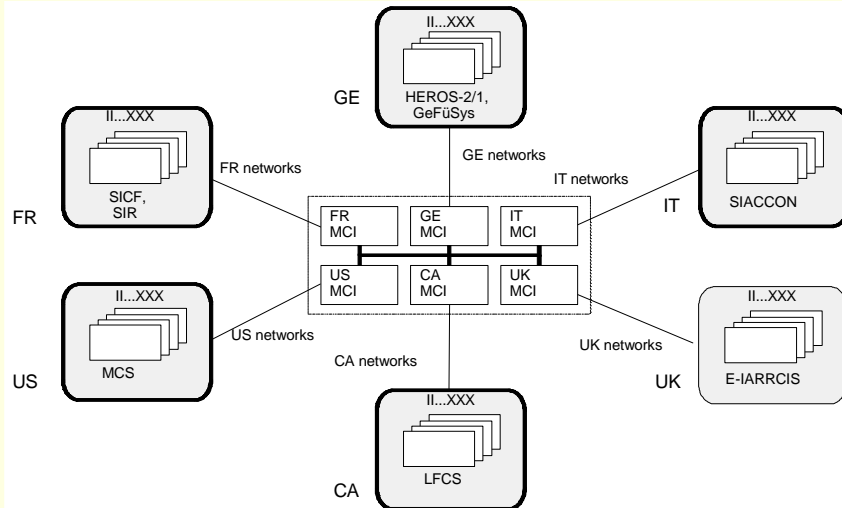 II...XXX
GE
HEROS-2/1,
GeFüSys
II...XXX
II...XXX
GE networks
FR networks
IT networks
SICF,
SIR
SIACCON
FR
IT
FR
MCI
GE
MCI
IT
MCI
US
MCI
CA
MCI
UK
MCI
II...XXX
II...XXX
US networks
UK networks
CA networks
MCS
E-IARRCIS
US
UK
II...XXX
LFCS
CA